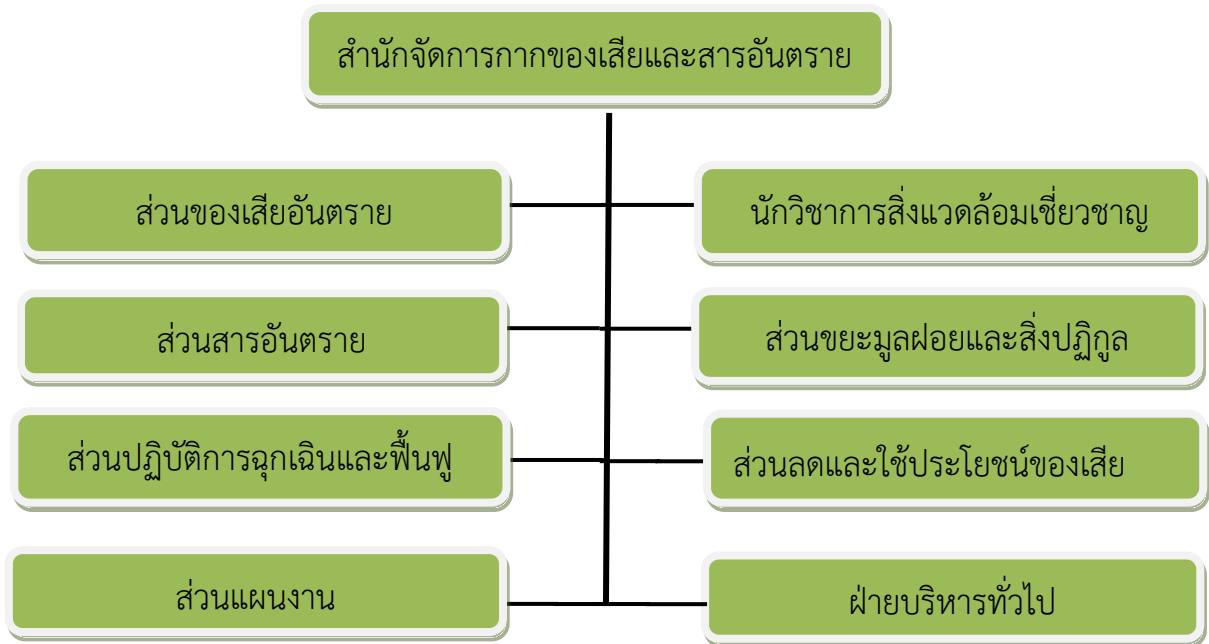 สำนักจัดการกากของเสียและสารอันตราย
ส่วนของเสียอันตราย
นักวิชาการสิ่งแวดล้อมเชี่ยวชาญ
ส่วนสารอันตราย
ส่วนขยะมูลฝอยและสิ่งปฏิกูล
ส่วนปฏิบัติการฉุกเฉินและฟื้นฟู
ส่วนลดและใช้ประโยชน์ของเสีย
ส่วนแผนงาน
ฝ่ายบริหารทั่วไป